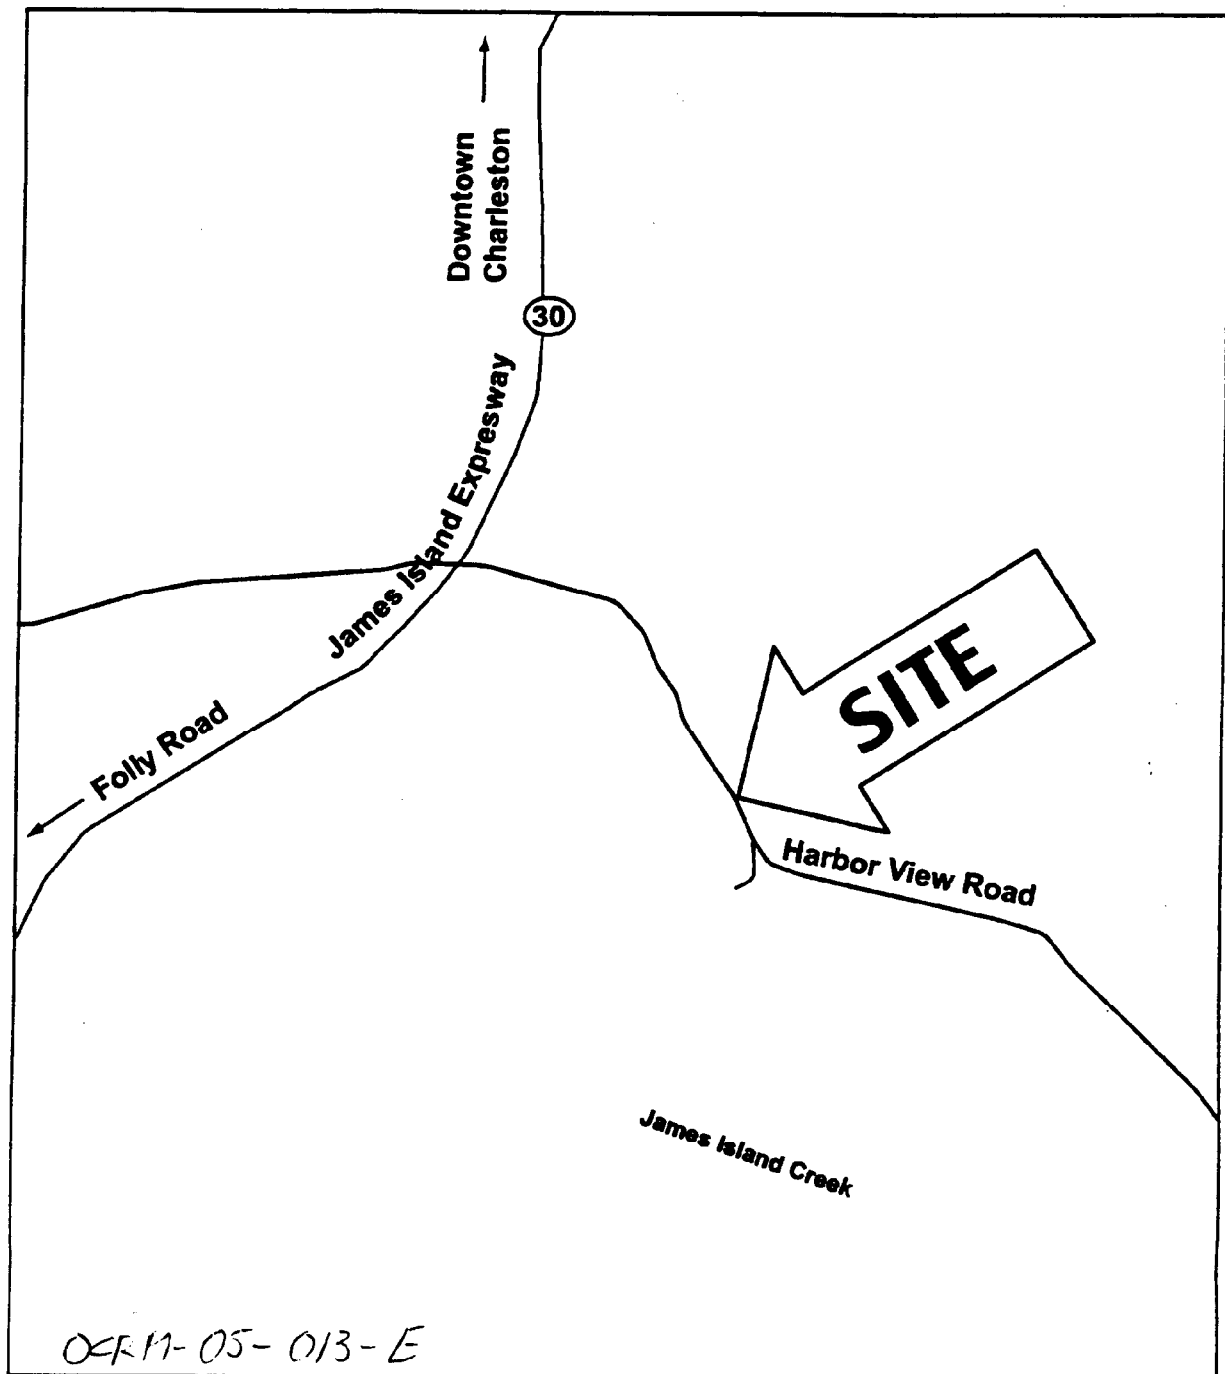 Downtown
Charleston
30
James Island Expresway
SITE
Folly Road
Harbor View Road
James Island Creek
OCRM-05-013-E